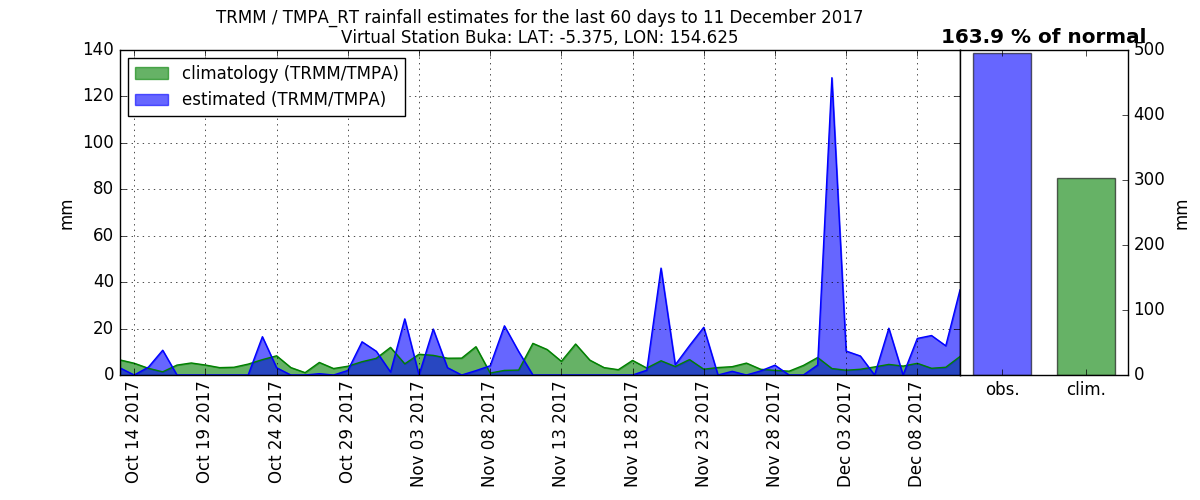 TRMM / TMPA_RT rainfall estimates for the last 60 days to 11 December 2017
Virtual Station Buka: LAT: -5.375, LON: 154.625
163.9 % of normal
climatology (TRMM/TMPA)
estimated (TRMM/TMPA)
mm
140
120
100
80
60
40
20
0
Oct 14 2017
Oct 19 2017
Oct 24 2017
Oct 29 2017
Nov 03 2017
Nov 08 2017
Nov 13 2017
Nov 18 2017
Nov 23 2017
Nov 28 2017
Dec 03 2017
Dec 08 2017
500
400
300
200
100
0
mm
obs.
clim.